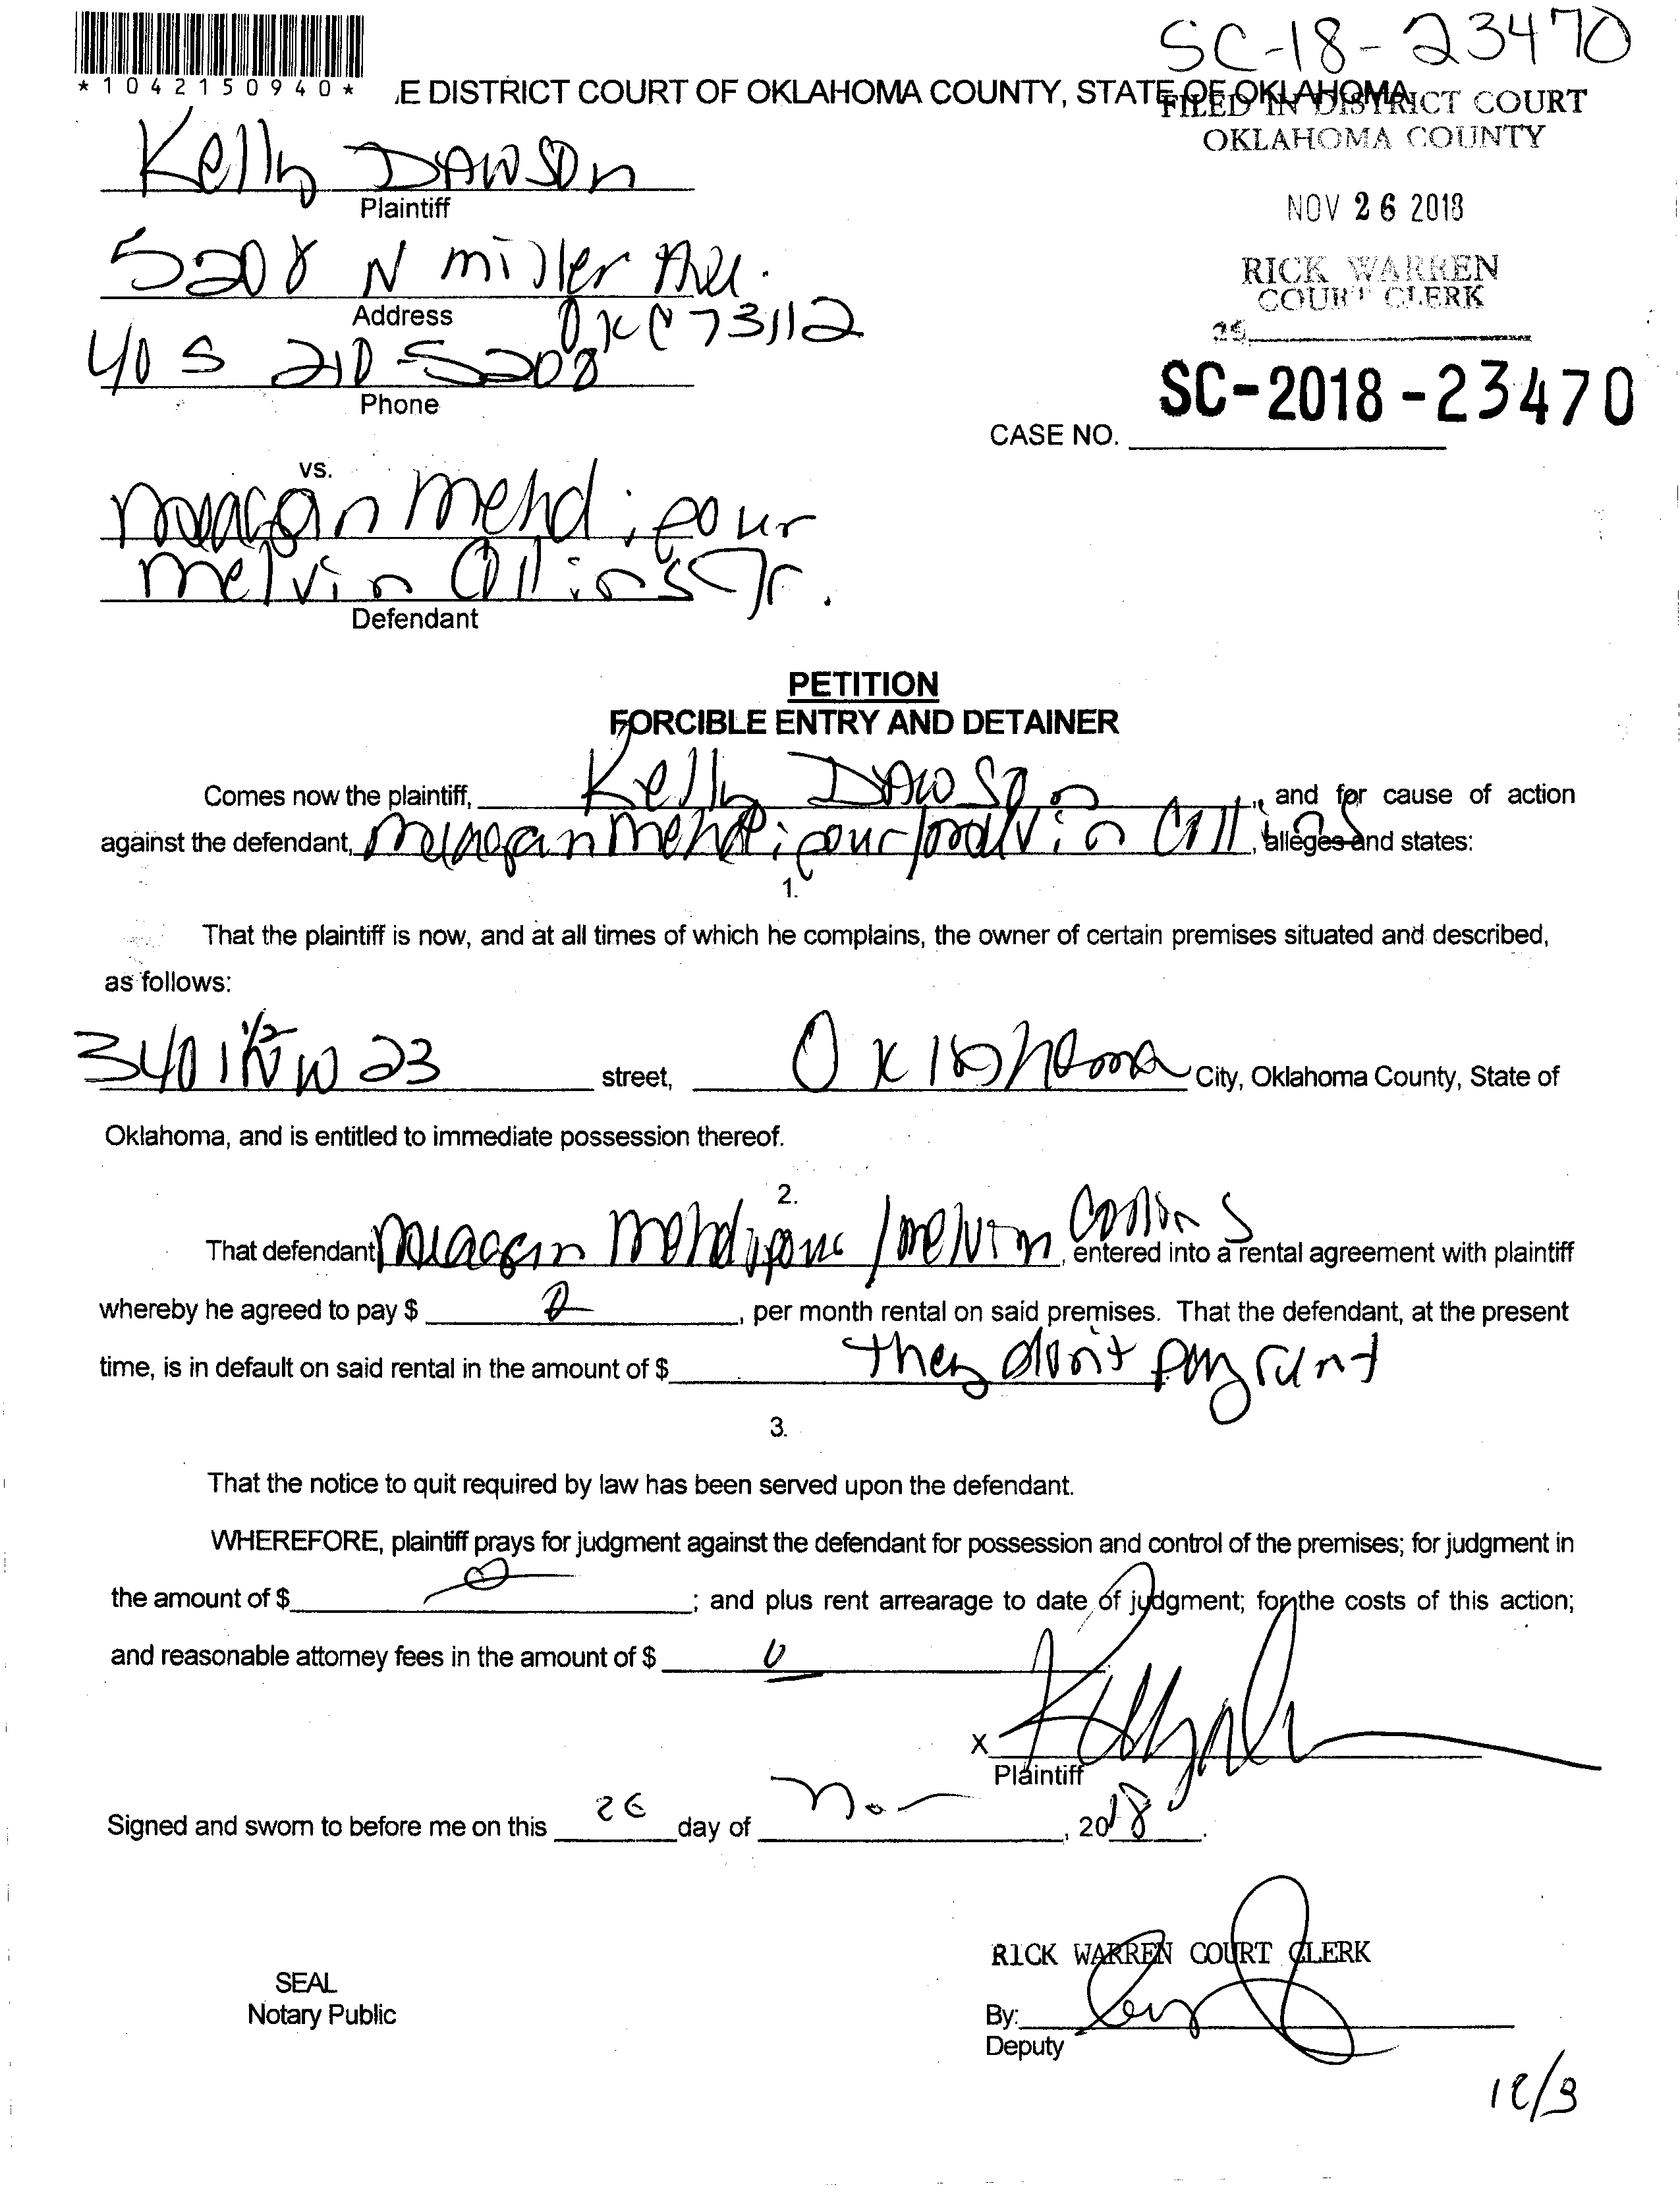 SC-18-23470
*1042150940*
E DISTRICT COURT OF OKLAHOMA COUNTY, STATE OF OKLAHOMA
FILED IN DISTRICT COURT
OKLAHOMA COUNTY
Kelly DAWSON
Plaintiff
NOV 26 2018
5208 N miller Ave.
RICK WARREN
COURT CLERK
Address
OKC 73112
405 210-5208
Phone
SC-2018-23470
CASE NO.
vs.
Mehdipour
melvin Collins Jr.
Defendant
PETITION
FORCIBLE ENTRY AND DETAINER
Comes now the plaintiff, Kelly DAWSON, and for cause of action
against the defendant, Mehdipour/ Collins, alleges and states:
1.
That the plaintiff is now, and at all times of which he complains, the owner of certain premises situated and described,
as follows:
3401 1/2 NW 23 street, Oklahoma City, Oklahoma County, State of
Oklahoma, and is entitled to immediate possession thereof.
2.
That defendant Mehdipour / melvin Collins, entered into a rental agreement with plaintiff
whereby he agreed to pay $ , per month rental on said premises. That the defendant, at the present
time, is in default on said rental in the amount of $ they don't pay
3.
That the notice to quit required by law has been served upon the defendant.
WHEREFORE, plaintiff prays for judgment against the defendant for possession and control of the premises; for judgment in
the amount of $ ; and plus rent arrearage to date of judgment; for the costs of this action;
and reasonable attorney fees in the amount of $ 0
X
Plaintiff
Signed and sworn to before me on this 26 day of Nov, 2018.
RICK WARREN COURT CLERK
SEAL
Notary Public
By:
Deputy
12/3